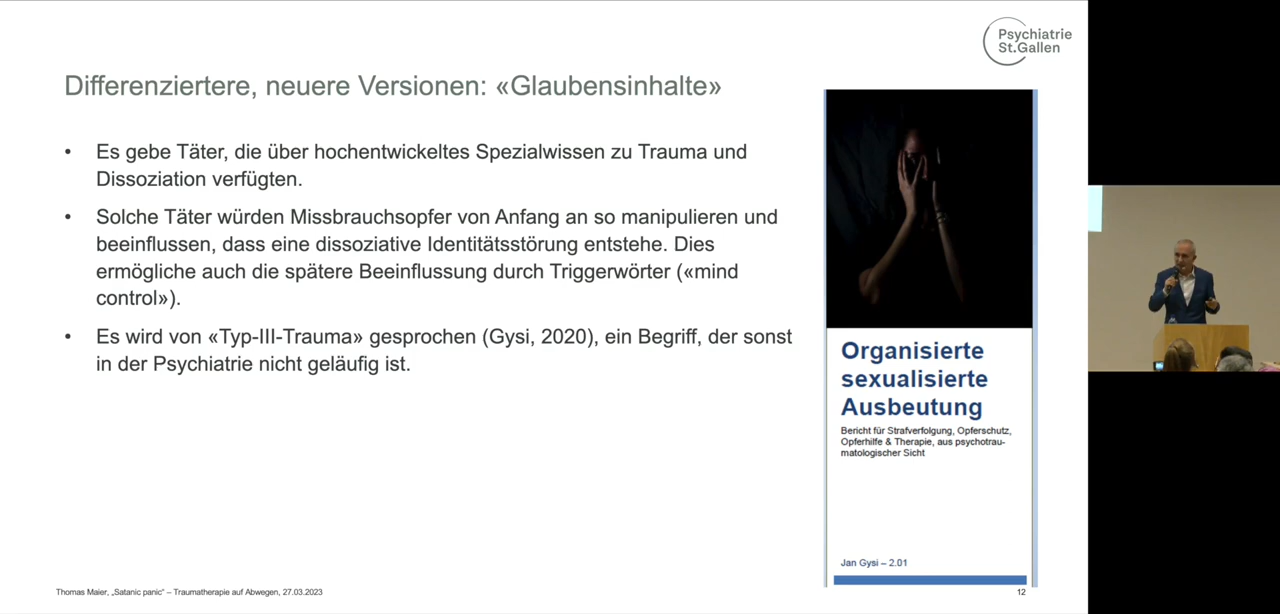 Psychiatrie
St.Gallen
Differenziertere, neuere Versionen: «Glaubensinhalte»
• Es gebe Täter, die über hochentwickeltes Spezialwissen zu Trauma und
Dissoziation verfügten.
• Solche Täter würden Missbrauchsopfer von Anfang an so manipulieren und
beeinflussen, dass eine dissoziative Identitätsstörung entstehe. Dies
ermögliche auch die spätere Beeinflussung durch Triggerwörter («mind
control»).
• Es wird von «Typ-III-Trauma» gesprochen (Gysi, 2020), ein Begriff, der sonst
in der Psychiatrie nicht geläufig ist.
Organisierte
sexualisierte
Ausbeutung
Bericht für Strafverfolgung, Opferschutz,
Opferhilfe & Therapie, aus psychotrau-
matologischer Sicht
Jan Gysi – 2.01
Thomas Maier, „Satanic panic“ – Traumatherapie auf Abwegen, 27.03.2023
12